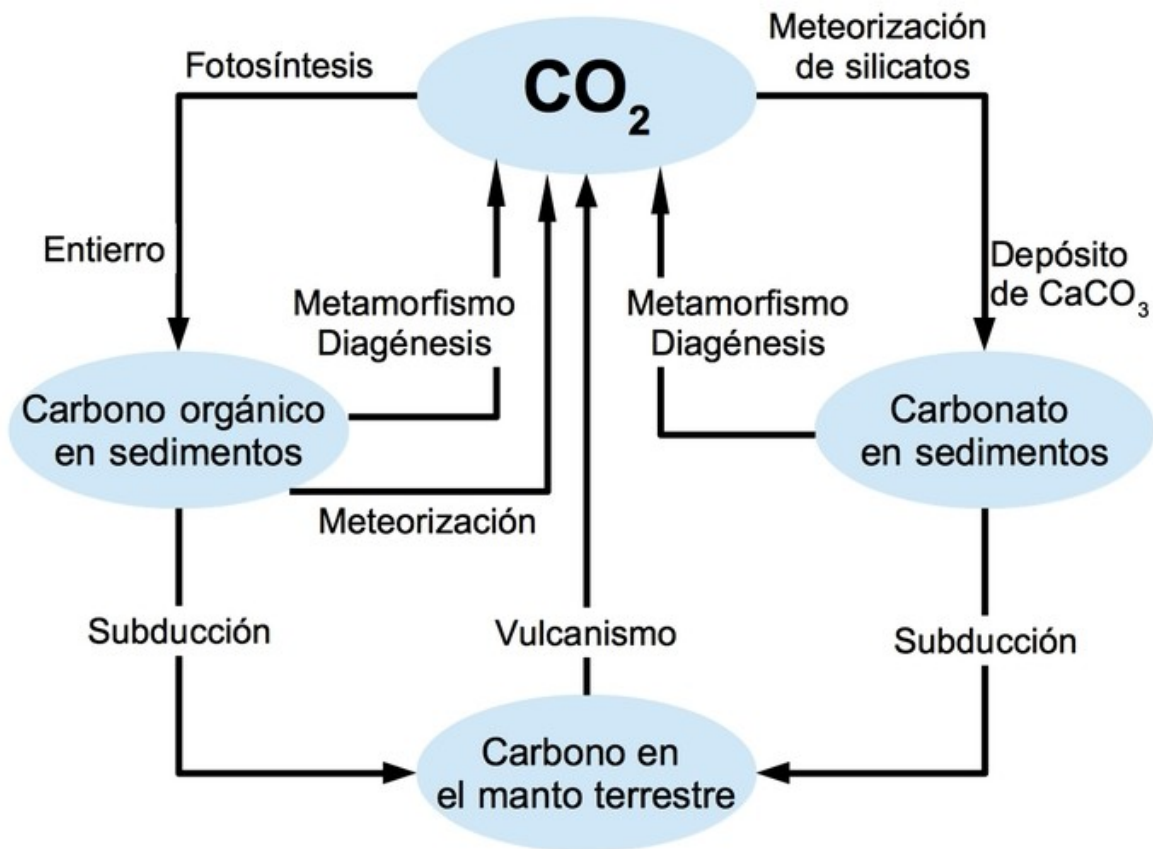 Fotosíntesis
CO₂
Meteorización
de silicatos
Entierro
Metamorfismo
Diagénesis
Metamorfismo
Diagénesis
Depósito
de CaCO₃
Carbono orgánico
en sedimentos
Carbonato
en sedimentos
Meteorización
Subducción
Vulcanismo
Subducción
Carbono en
el manto terrestre